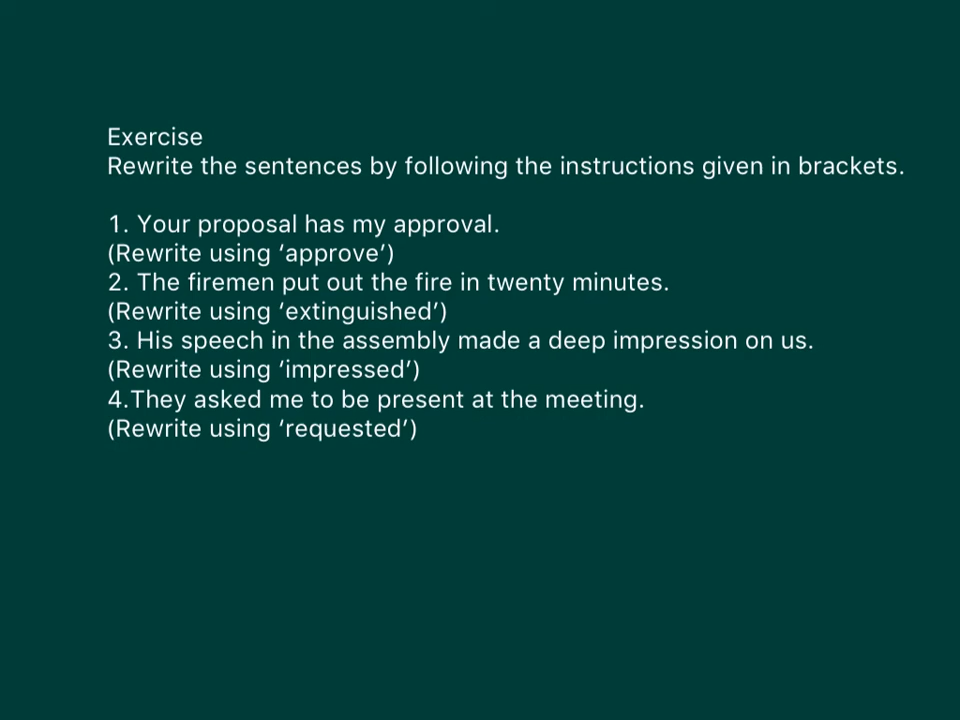 Exercise
Rewrite the sentences by following the instructions given in brackets.
1. Your proposal has my approval.
(Rewrite using ‘approve’)
2. The firemen put out the fire in twenty minutes.
(Rewrite using ‘extinguished’)
3. His speech in the assembly made a deep impression on us.
(Rewrite using ‘impressed’)
4.They asked me to be present at the meeting.
(Rewrite using ‘requested’)